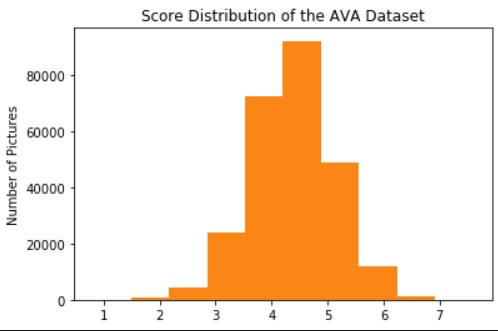 Score Distribution of the AVA Dataset
Number of Pictures
80000
60000
40000
20000
0
1 2 3 4 5 6 7